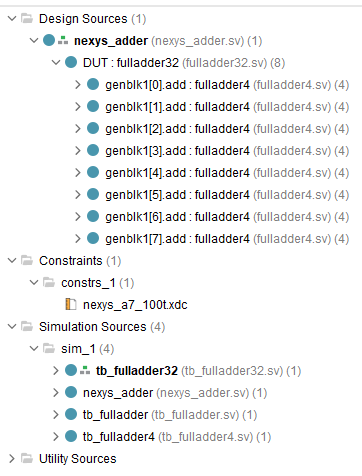 Design Sources (1)
nexys_adder (nexys_adder.sv) (1)
DUT : fulladder32 (fulladder32.sv) (8)
genblk1[0].add : fulladder4 (fulladder4.sv) (4)
genblk1[1].add : fulladder4 (fulladder4.sv) (4)
genblk1[2].add : fulladder4 (fulladder4.sv) (4)
genblk1[3].add : fulladder4 (fulladder4.sv) (4)
genblk1[4].add : fulladder4 (fulladder4.sv) (4)
genblk1[5].add : fulladder4 (fulladder4.sv) (4)
genblk1[6].add : fulladder4 (fulladder4.sv) (4)
genblk1[7].add : fulladder4 (fulladder4.sv) (4)
Constraints (1)
constrs_1 (1)
nexys_a7_100t.xdc
Simulation Sources (4)
sim_1 (4)
tb_fulladder32 (tb_fulladder32.sv) (1)
nexys_adder (nexys_adder.sv) (1)
tb_fulladder (tb_fulladder.sv) (1)
tb_fulladder4 (tb_fulladder4.sv) (1)
Utility Sources